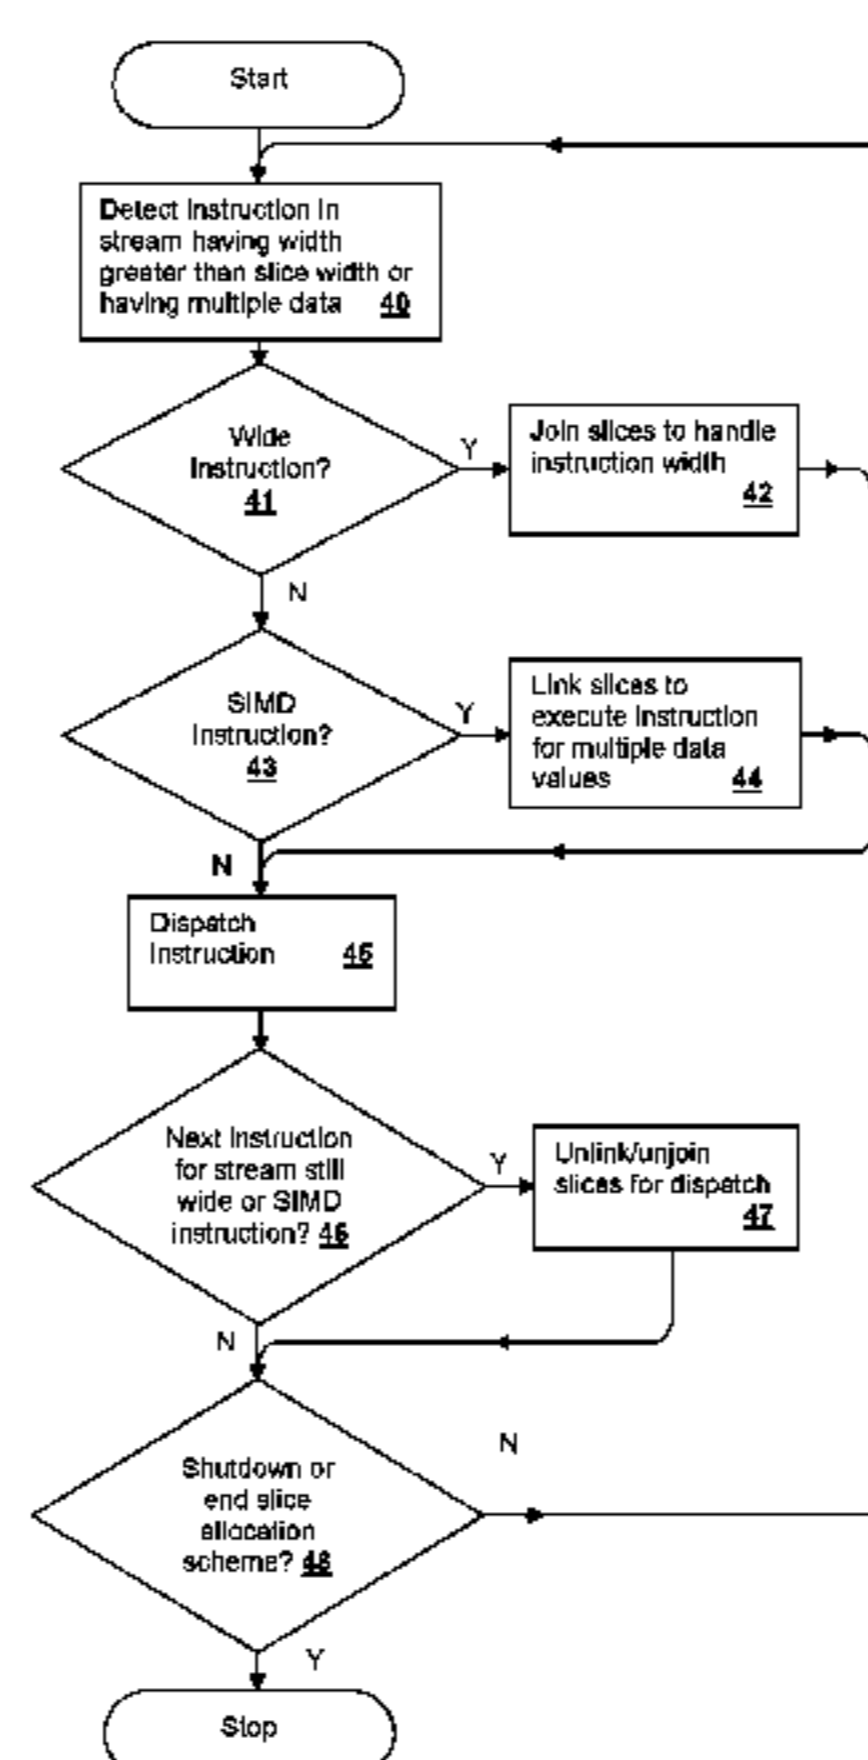 Start
Detect Instruction in
stream having width
greater than slice width or
having multiple data 40
Wide
Instruction?
41
Y
Join slices to handle
instruction width
42
N
SIMD
Instruction?
43
Y
Link slices to
execute Instruction
for multiple data
values 44
N
Dispatch
Instruction 45
Next Instruction
for stream still
wide or SIMD
instruction? 46
Y
Unlink/unjoin
slices for dispatch
47
N
Shutdown or
end slice
allocation
scheme? 48
N
Y
Stop